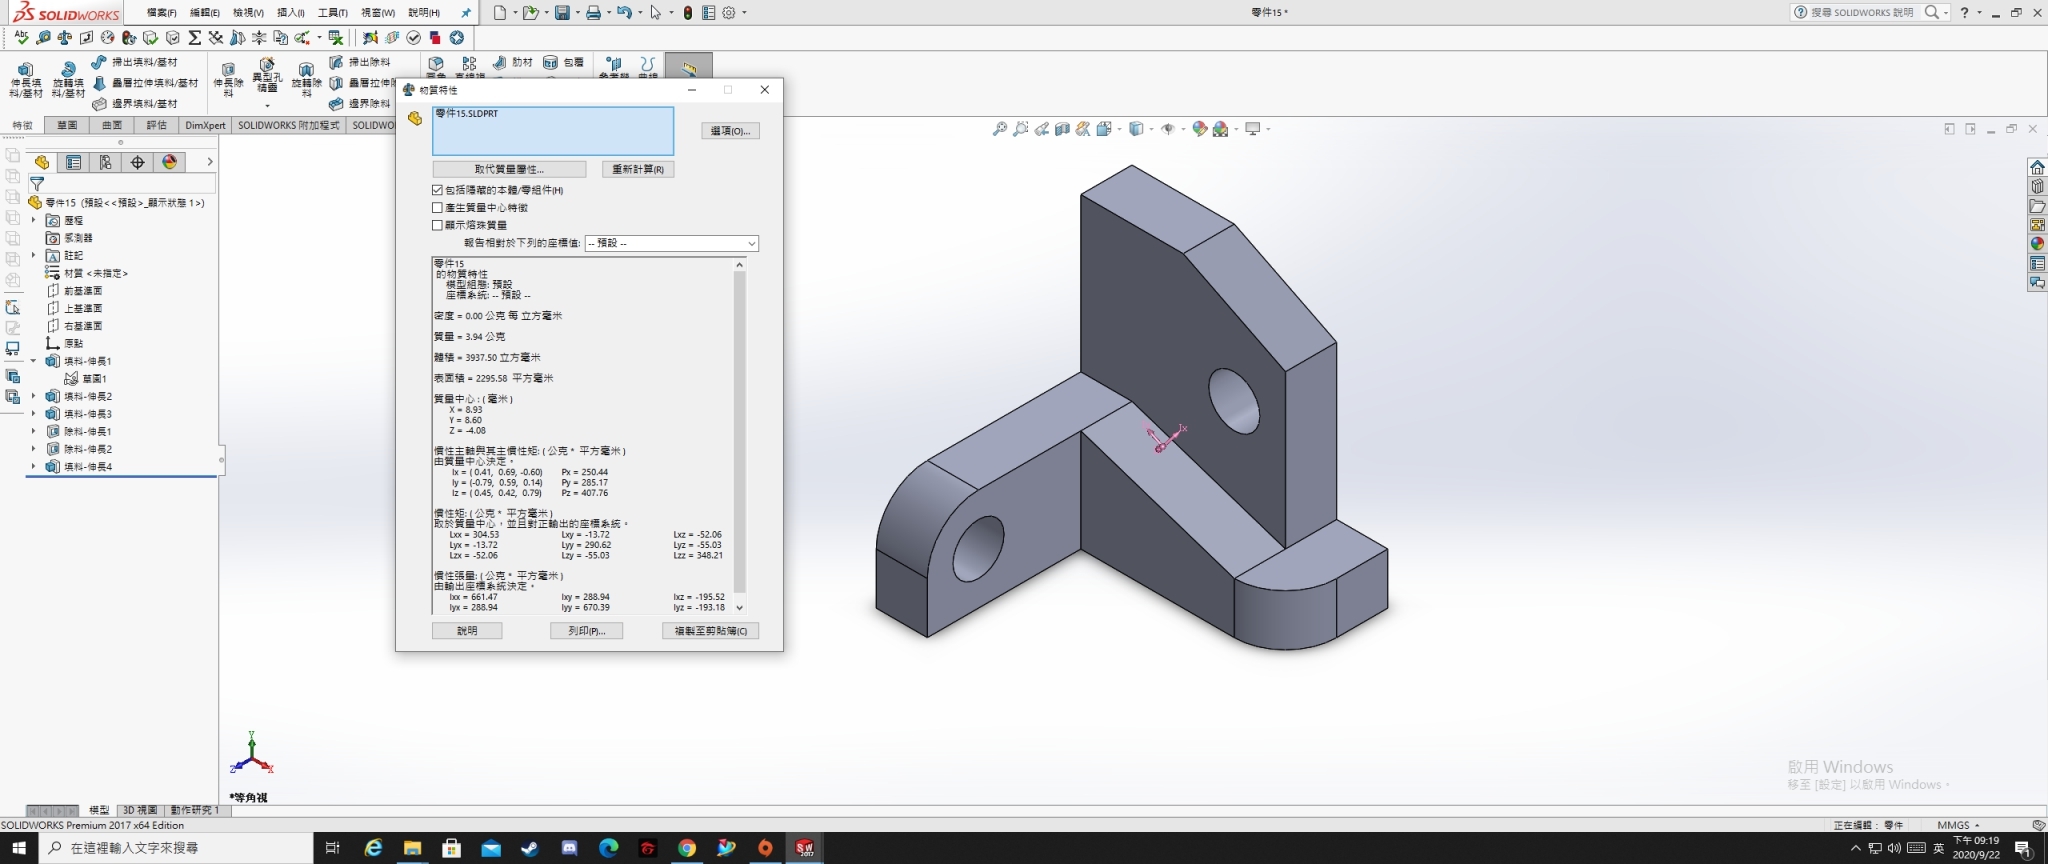 SOLIDWORKS 檔案(F) 編輯(E) 檢視(V) 插入(I) 工具(T) 視窗(W) 說明(H) 零件15 * 搜尋 SOLIDWORKS 說明
伸長填料/基材
旋轉填料/基材
掃出填料/基材
疊層拉伸填料/基材
邊界填料/基材
伸長除料
異型孔精靈
旋轉除料
掃出除料
疊層拉伸除
邊界除料
肋材
包覆
特徵 草圖 曲面 評估 DimXpert SOLIDWORKS 附加程式 SOLIDWO
零件15 (預設<<預設>_顯示狀態 1>)
歷程
感測器
註記
材質 <未指定>
前基準面
上基準面
右基準面
原點
填料-伸長1
草圖1
填料-伸長2
填料-伸長3
除料-伸長1
除料-伸長2
填料-伸長4
物質特性
零件15.SLDPRT
選項(O)...
取代質量屬性... 重新計算(R)
包括隱藏的本體/零組件(H)
產生質量中心特徵
顯示熔珠質量
報告相對於下列的座標值: -- 預設 --
零件15
的物質特性
模型組態: 預設
座標系統: -- 預設 --
密度 = 0.00 公克 每 立方毫米
質量 = 3.94 公克
體積 = 3937.50 立方毫米
表面積 = 2295.58 平方毫米
質量中心 : ( 毫米 )
X = 8.93
Y = 8.60
Z = -4.08
慣性主軸與其主慣性矩: ( 公克 * 平方毫米 )
由質量中心決定。
Ix = ( 0.41, 0.69, -0.60) Px = 250.44
Iy = (-0.79, 0.59, 0.14) Py = 285.17
Iz = ( 0.45, 0.42, 0.79) Pz = 407.76
慣性矩: ( 公克 * 平方毫米 )
取於質量中心，並且對正輸出的座標系統。
Lxx = 304.53 Lxy = -13.72 Lxz = -52.06
Lyx = -13.72 Lyy = 290.62 Lyz = -55.03
Lzx = -52.06 Lzy = -55.03 Lzz = 348.21
慣性張量: ( 公克 * 平方毫米 )
由輸出座標系統決定。
Ixx = 661.47 Ixy = 288.94 Ixz = -195.52
Iyx = 288.94 Iyy = 670.39 Iyz = -193.18
說明 列印(P)... 複製至剪貼簿(C)
Ix
Y
Z X
*等角視
啟用 Windows
移至 [設定] 以啟用 Windows。
模型 3D 視圖 動作研究 1
SOLIDWORKS Premium 2017 x64 Edition 正在編輯: 零件 MMGS
在這裡輸入文字來搜尋 英 下午 09:19
2020/9/22